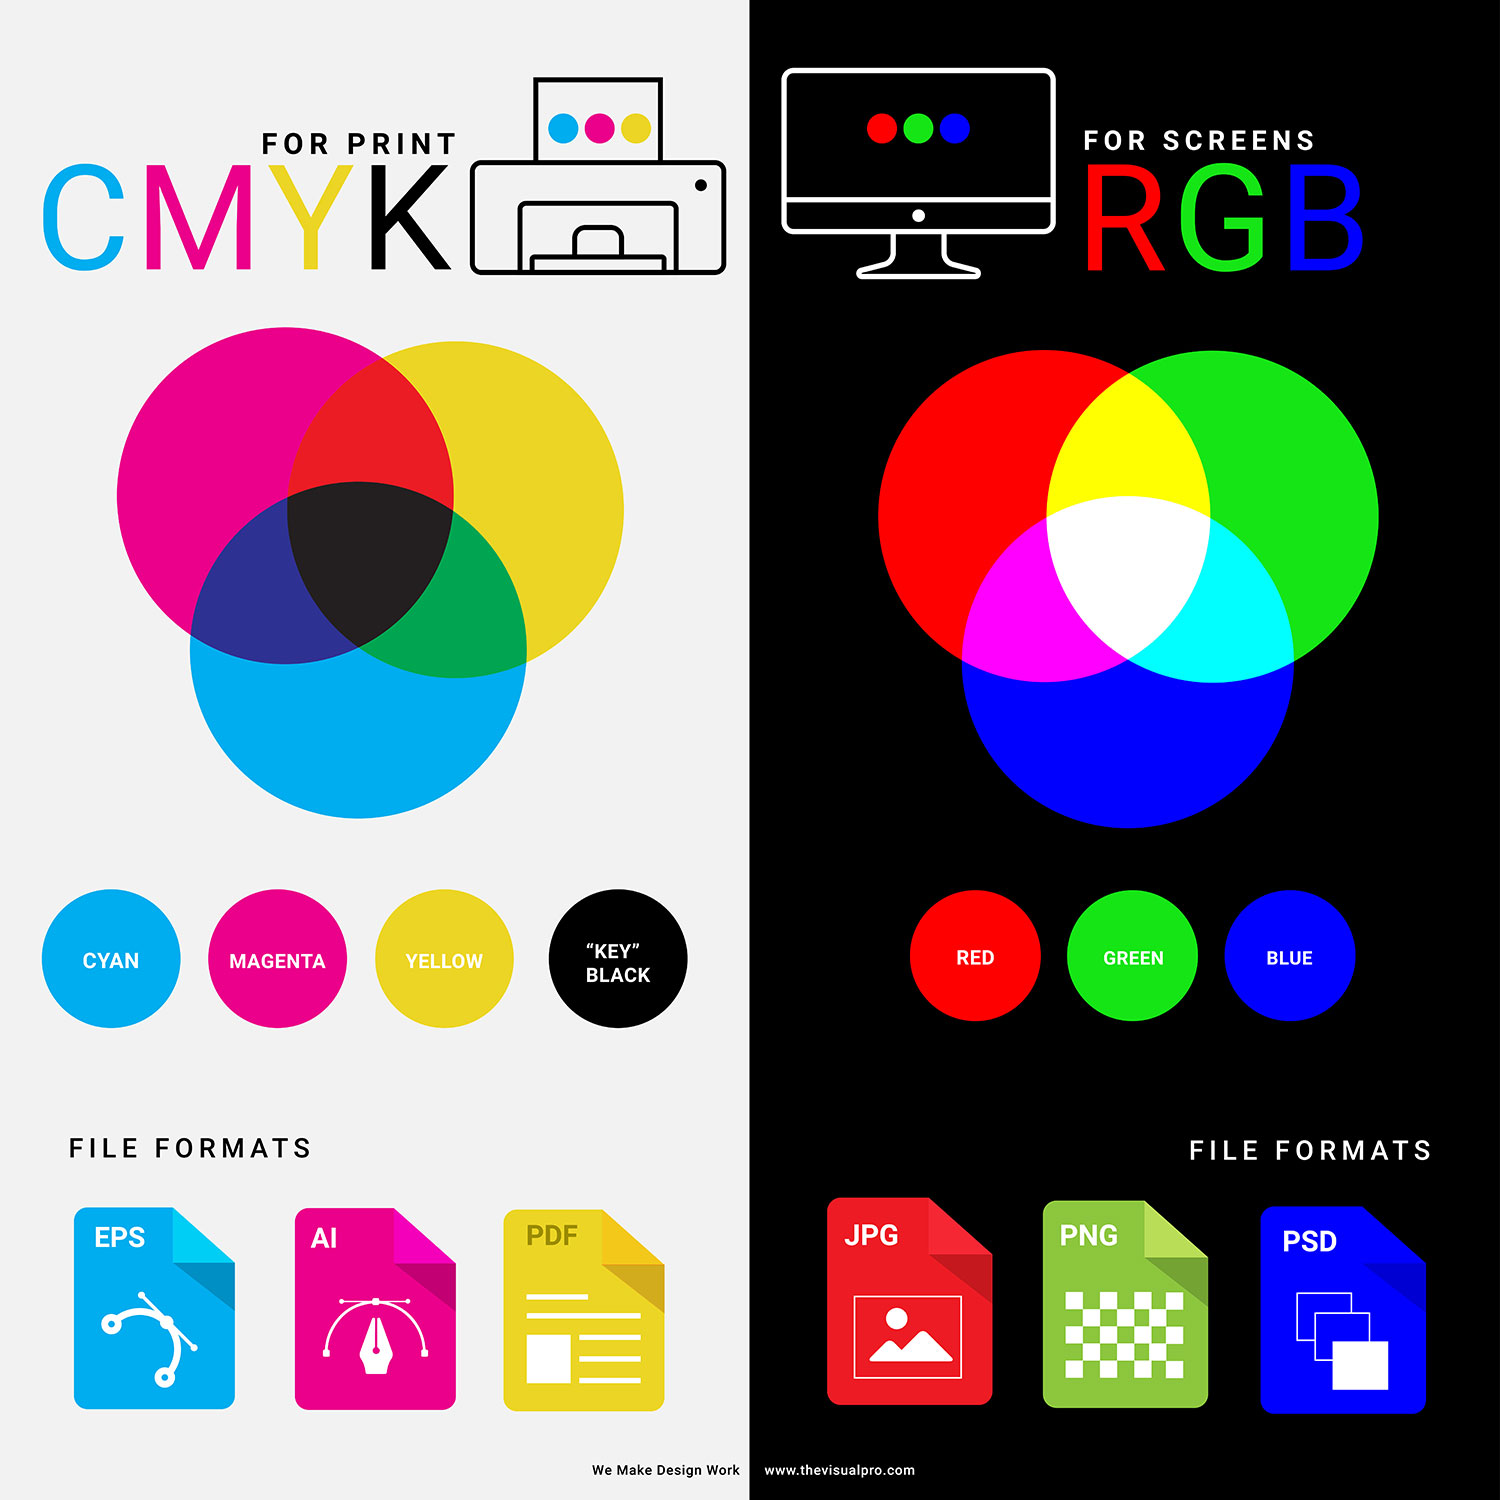 FOR PRINT
CMYK
FOR SCREENS
RGB
CYAN
MAGENTA
YELLOW
“KEY”
BLACK
RED
GREEN
BLUE
FILE FORMATS
EPS
AI
PDF
FILE FORMATS
JPG
PNG
PSD
We Make Design Work
www.thevisualpro.com